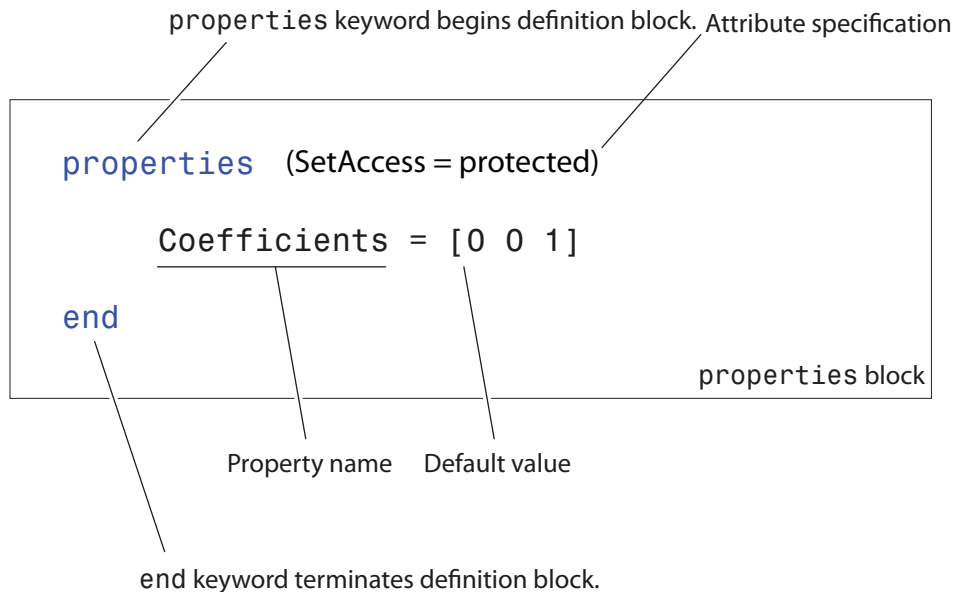 properties keyword begins definition block. Attribute specification
properties (SetAccess = protected)
Coefficients = [0 0 1]
end
properties block
Property name Default value
end keyword terminates definition block.